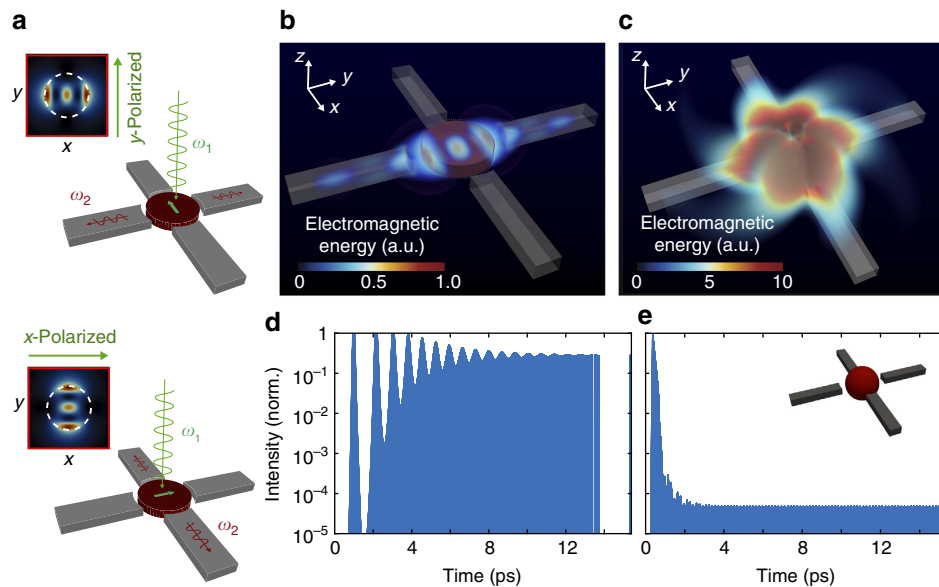 a
y-Polarized
y
x
ω1
ω2
x-Polarized
y
x
ω1
ω2
b
z
y
x
Electromagnetic
energy (a.u.)
0 0.5 1.0
c
z
y
x
Electromagnetic
energy (a.u.)
0 5 10
d
Intensity (norm.)
1
10⁻¹
10⁻²
10⁻³
10⁻⁴
10⁻⁵
0 4 8 12
Time (ps)
e
0 4 8 12
Time (ps)